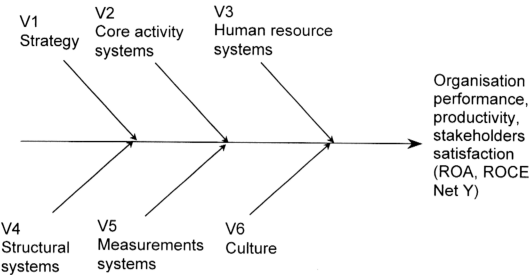 V1
Strategy
V2
Core activity
systems
V3
Human resource
systems
Organisation
performance,
productivity,
stakeholders
satisfaction
(ROA, ROCE
Net Y)
V4
Structural
systems
V5
Measurements
systems
V6
Culture